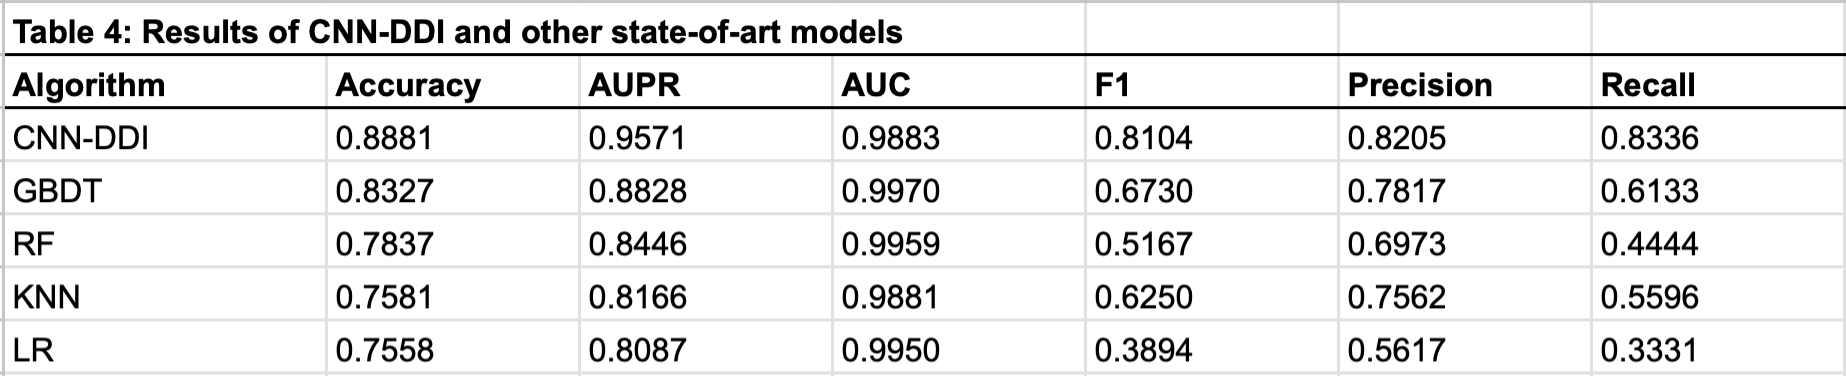 Table 4: Results of CNN-DDI and other state-of-art models
Algorithm Accuracy AUPR AUC F1 Precision Recall
CNN-DDI 0.8881 0.9571 0.9883 0.8104 0.8205 0.8336
GBDT 0.8327 0.8828 0.9970 0.6730 0.7817 0.6133
RF 0.7837 0.8446 0.9959 0.5167 0.6973 0.4444
KNN 0.7581 0.8166 0.9881 0.6250 0.7562 0.5596
LR 0.7558 0.8087 0.9950 0.3894 0.5617 0.3331